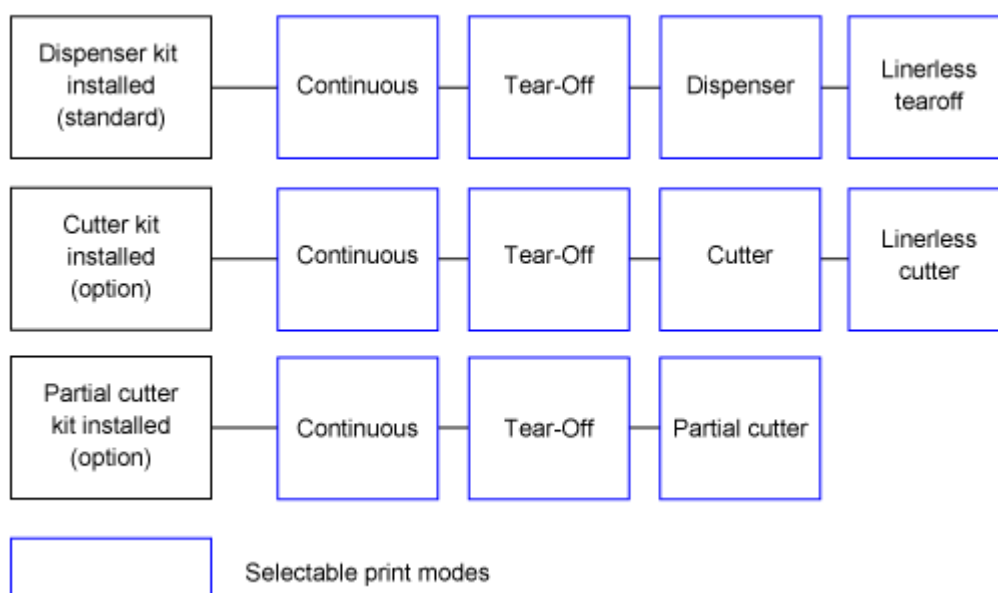 Dispenser kit
installed
(standard)
Continuous
Tear-Off
Dispenser
Linerless
tearoff
Cutter kit
installed
(option)
Continuous
Tear-Off
Cutter
Linerless
cutter
Partial cutter
kit installed
(option)
Continuous
Tear-Off
Partial cutter
Selectable print modes